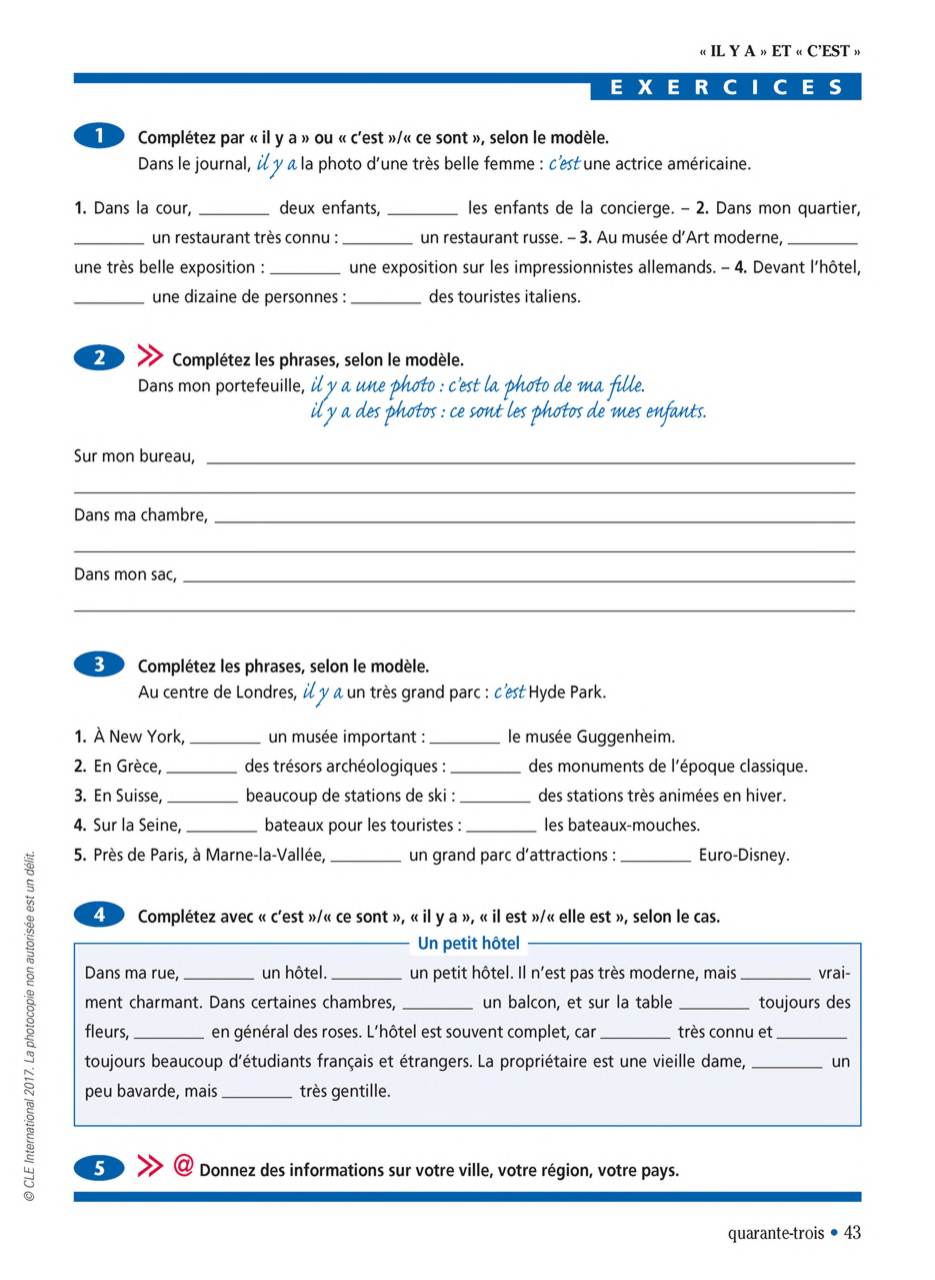 « IL Y A » ET « C’EST »
EXERCICES
1 Complétez par « il y a » ou « c’est »/« ce sont », selon le modèle.
Dans le journal, il y a la photo d’une très belle femme : c’est une actrice américaine.
1. Dans la cour, ________ deux enfants, ________ les enfants de la concierge. – 2. Dans mon quartier,
________ un restaurant très connu : ________ un restaurant russe. – 3. Au musée d’Art moderne, ________
une très belle exposition : ________ une exposition sur les impressionnistes allemands. – 4. Devant l’hôtel,
________ une dizaine de personnes : ________ des touristes italiens.
2 Complétez les phrases, selon le modèle.
Dans mon portefeuille, il y a une photo : c’est la photo de ma fille.
il y a des photos : ce sont les photos de mes enfants.
Sur mon bureau,
Dans ma chambre,
Dans mon sac,
3 Complétez les phrases, selon le modèle.
Au centre de Londres, il y a un très grand parc : c’est Hyde Park.
1. À New York, ________ un musée important : ________ le musée Guggenheim.
2. En Grèce, ________ des trésors archéologiques : ________ des monuments de l’époque classique.
3. En Suisse, ________ beaucoup de stations de ski : ________ des stations très animées en hiver.
4. Sur la Seine, ________ bateaux pour les touristes : ________ les bateaux-mouches.
5. Près de Paris, à Marne-la-Vallée, ________ un grand parc d’attractions : ________ Euro-Disney.
4 Complétez avec « c’est »/« ce sont », « il y a », « il est »/« elle est », selon le cas.
Un petit hôtel
Dans ma rue, ________ un hôtel. ________ un petit hôtel. Il n’est pas très moderne, mais ________ vrai-
ment charmant. Dans certaines chambres, ________ un balcon, et sur la table ________ toujours des
fleurs, ________ en général des roses. L’hôtel est souvent complet, car ________ très connu et ________
toujours beaucoup d’étudiants français et étrangers. La propriétaire est une vieille dame, ________ un
peu bavarde, mais ________ très gentille.
5 @ Donnez des informations sur votre ville, votre région, votre pays.
© CLE International 2017. La photocopie non autorisée est un délit.
quarante-trois • 43